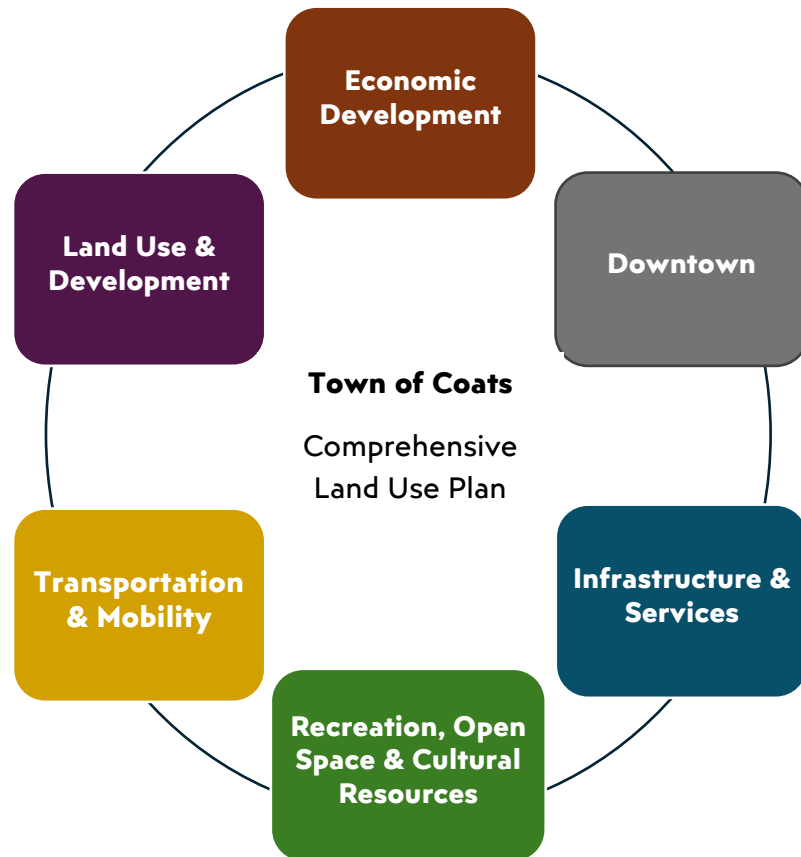 Economic
Development
Land Use &
Development
Downtown
Town of Coats
Comprehensive
Land Use Plan
Transportation
& Mobility
Infrastructure &
Services
Recreation, Open
Space & Cultural
Resources